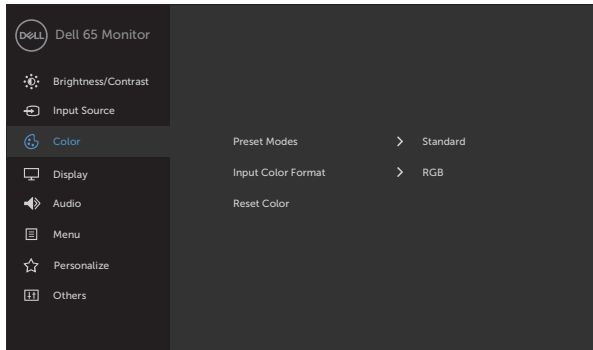 DELL Dell 65 Monitor
Brightness/Contrast
Input Source
Color Preset Modes Standard
Display Input Color Format RGB
Audio Reset Color
Menu
Personalize
Others